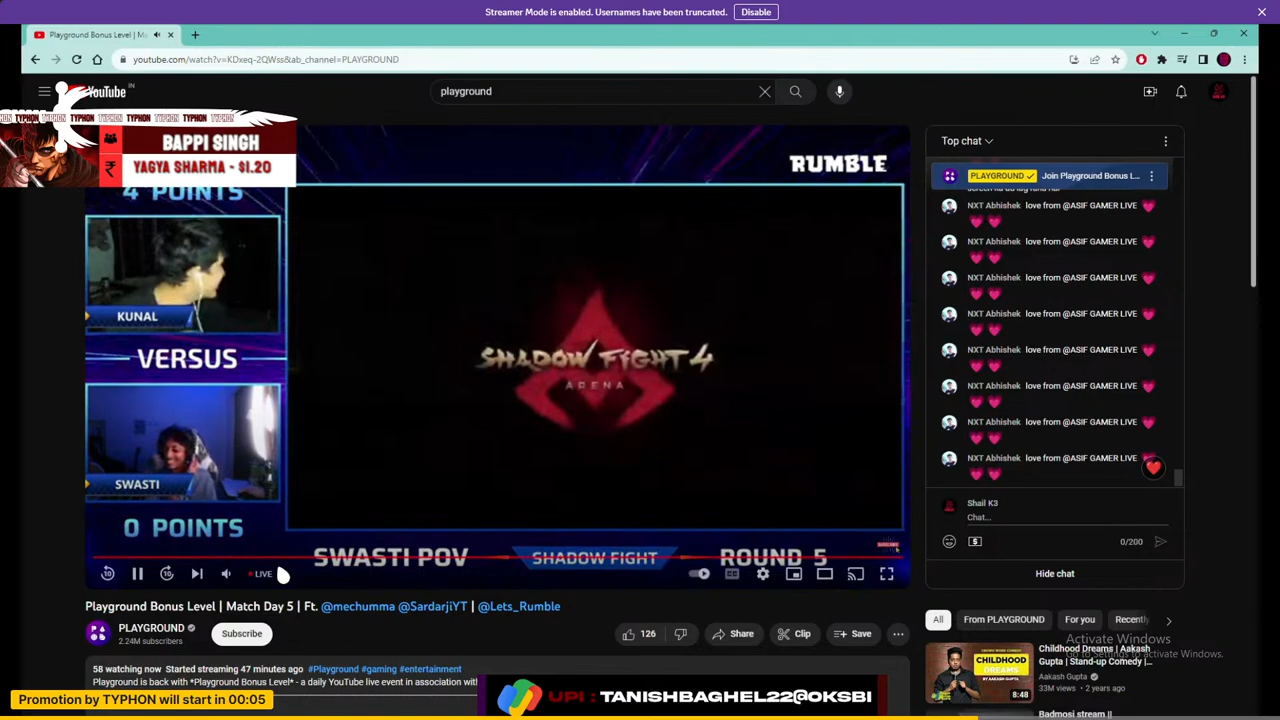 Streamer Mode is enabled. Usernames have been truncated. Disable
Playground Bonus Level | Ma
youtube.com/watch?v=KDxeq-2QWss&ab_channel=PLAYGROUND
YouTube IN
playground
TYPHON TYPHON TYPHON TYPHON
BAPPI SINGH
YAGYA SHARMA - $1.20
4 POINTS
KUNAL
VERSUS
SWASTI
0 POINTS
RUMBLE
SHADOW FIGHT 4
ARENA
SWASTI POV
SHADOW FIGHT
ROUND 5
LIVE
Top chat
PLAYGROUND Join Playground Bonus L...
NXT Abhishek love from @ASIF GAMER LIVE
NXT Abhishek love from @ASIF GAMER LIVE
NXT Abhishek love from @ASIF GAMER LIVE
NXT Abhishek love from @ASIF GAMER LIVE
NXT Abhishek love from @ASIF GAMER LIVE
NXT Abhishek love from @ASIF GAMER LIVE
NXT Abhishek love from @ASIF GAMER LIVE
NXT Abhishek love from @ASIF GAMER LIVE
Shail K3
Chat...
0/200
Hide chat
Playground Bonus Level | Match Day 5 | Ft. @mechumma @SardarjiYT | @Lets_Rumble
PLAYGROUND
2.24M subscribers
Subscribe
126
Share
Clip
Save
58 watching now Started streaming 47 minutes ago #Playground #gaming #entertainment
Playground is back with *Playground Bonus Level* - a daily YouTube live event in association wit
All
From PLAYGROUND
For you
Recently
Childhood Dreams | Aakash
Gupta | Stand-up Comedy |...
Aakash Gupta
33M views • 2 years ago
CHILDHOOD
DREAMS
8:48
Badmosi stream ||
Activate Windows
Go to Settings to activate Windows.
Promotion by TYPHON will start in 00:05
UPI : TANISHBAGHEL22@OKSBI